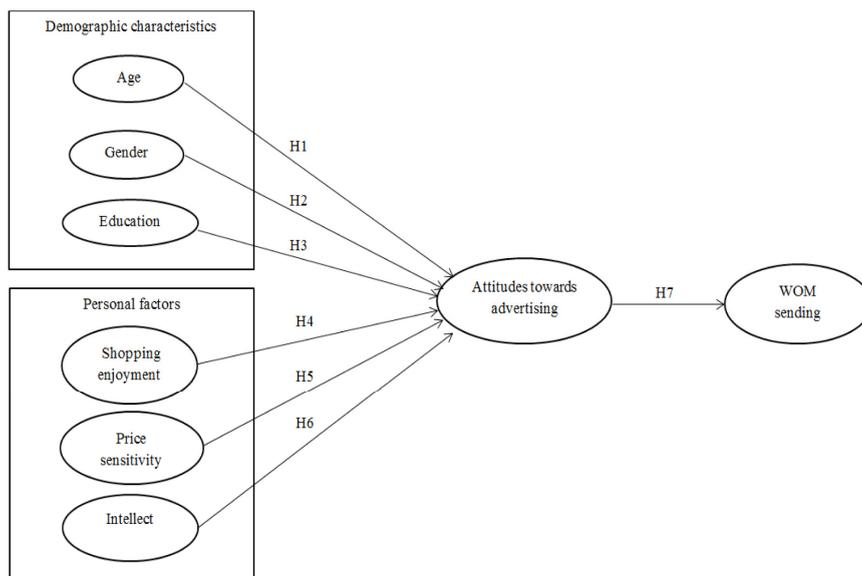 Demographic characteristics
Age
Gender
Education
H1
H2
H3
Personal factors
Shopping
enjoyment
Price
sensitivity
Intellect
H4
H5
H6
Attitudes towards
advertising
H7
WOM
sending